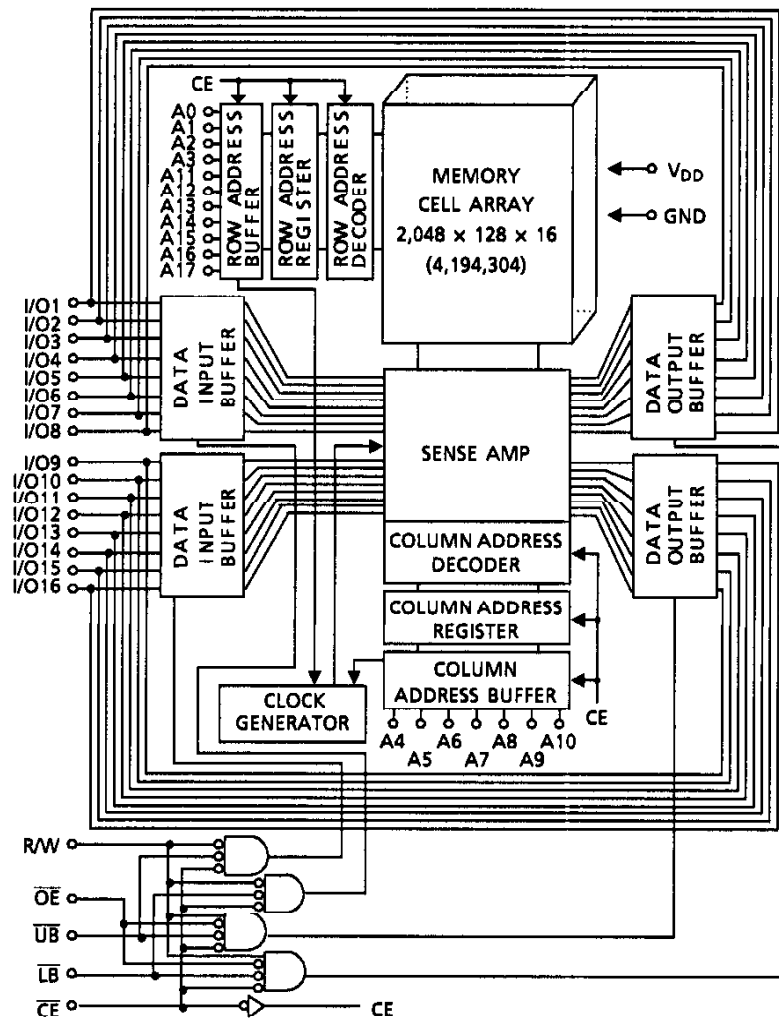 CE
A0
A1
A2
A3
A11
A12
A13
A14
A15
A16
A17
ROW ADDRESS
BUFFER
ROW ADDRESS
REGISTER
ROW ADDRESS
DECODER
MEMORY
CELL ARRAY
2,048 × 128 × 16
(4,194,304)
VDD
GND
I/O1
I/O2
I/O3
I/O4
I/O5
I/O6
I/O7
I/O8
DATA
INPUT
BUFFER
DATA
OUTPUT
BUFFER
SENSE AMP
I/O9
I/O10
I/O11
I/O12
I/O13
I/O14
I/O15
I/O16
DATA
INPUT
BUFFER
DATA
OUTPUT
BUFFER
COLUMN ADDRESS
DECODER
COLUMN ADDRESS
REGISTER
COLUMN
ADDRESS BUFFER
CLOCK
GENERATOR
CE
A4
A5
A6
A7
A8
A9
A10
R/W
OE
UB
LB
CE
CE